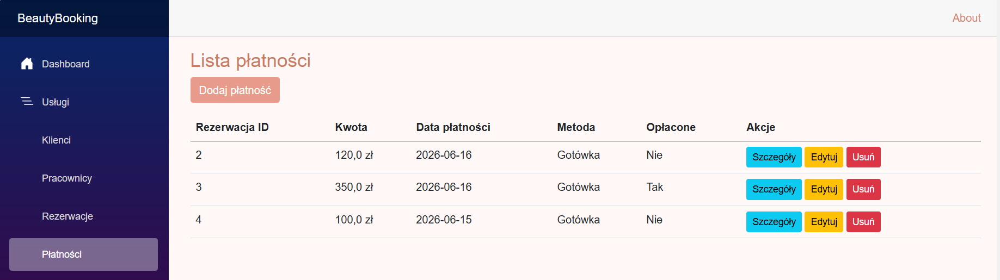 BeautyBooking
About
Dashboard
Usługi
Klienci
Pracownicy
Rezerwacje
Płatności
Lista płatności
Dodaj płatność
Rezerwacja ID Kwota Data płatności Metoda Opłacone Akcje
2 120,0 zł 2026-06-16 Gotówka Nie Szczegóły Edytuj Usuń
3 350,0 zł 2026-06-16 Gotówka Tak Szczegóły Edytuj Usuń
4 100,0 zł 2026-06-15 Gotówka Nie Szczegóły Edytuj Usuń